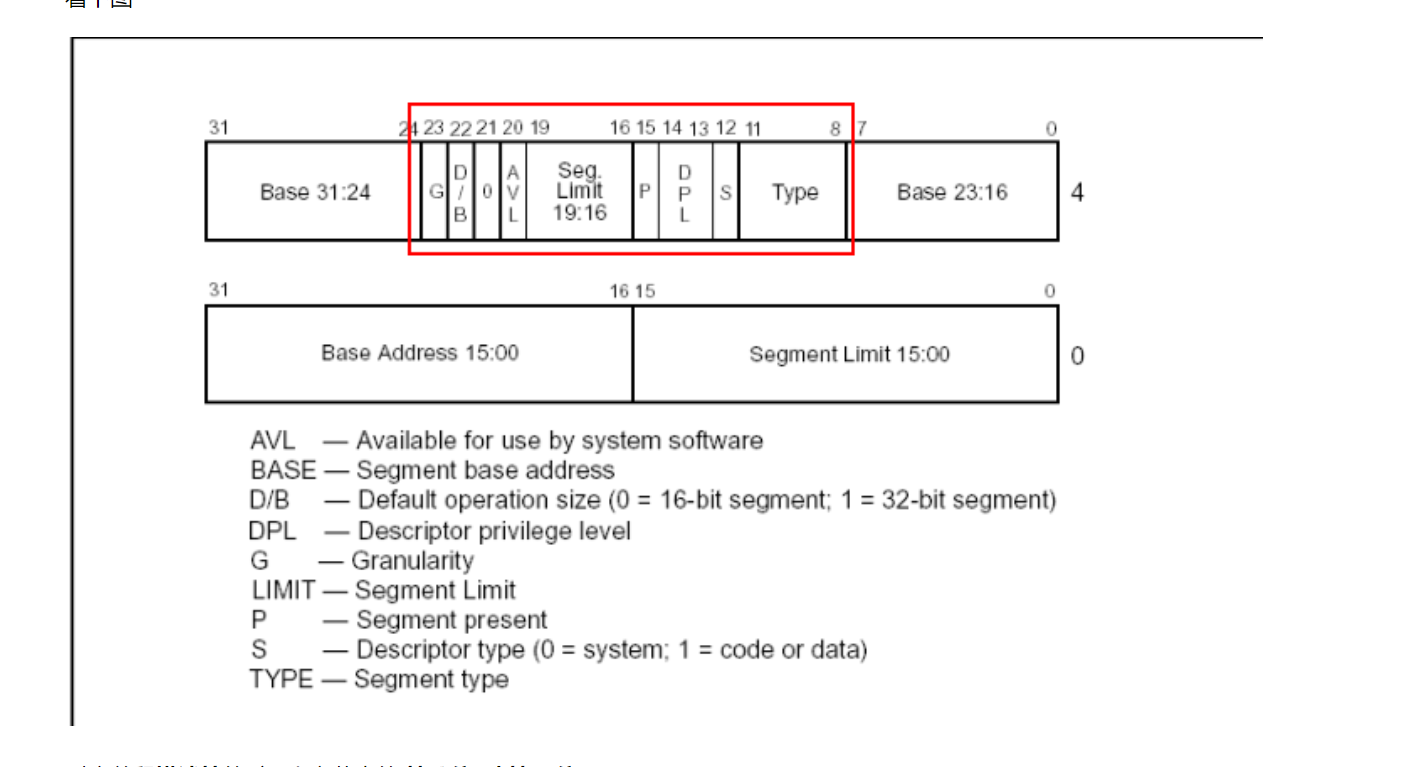 看下图
31 24 23 22 21 20 19 16 15 14 13 12 11 8 7 0
Base 31:24 G D/B 0 AVL Seg. Limit 19:16 P DPL S Type Base 23:16 4
31 16 15 0
Base Address 15:00 Segment Limit 15:00 0
AVL — Available for use by system software
BASE — Segment base address
D/B — Default operation size (0 = 16-bit segment; 1 = 32-bit segment)
DPL — Descriptor privilege level
G — Granularity
LIMIT — Segment Limit
P — Segment present
S — Descriptor type (0 = system; 1 = code or data)
TYPE — Segment type